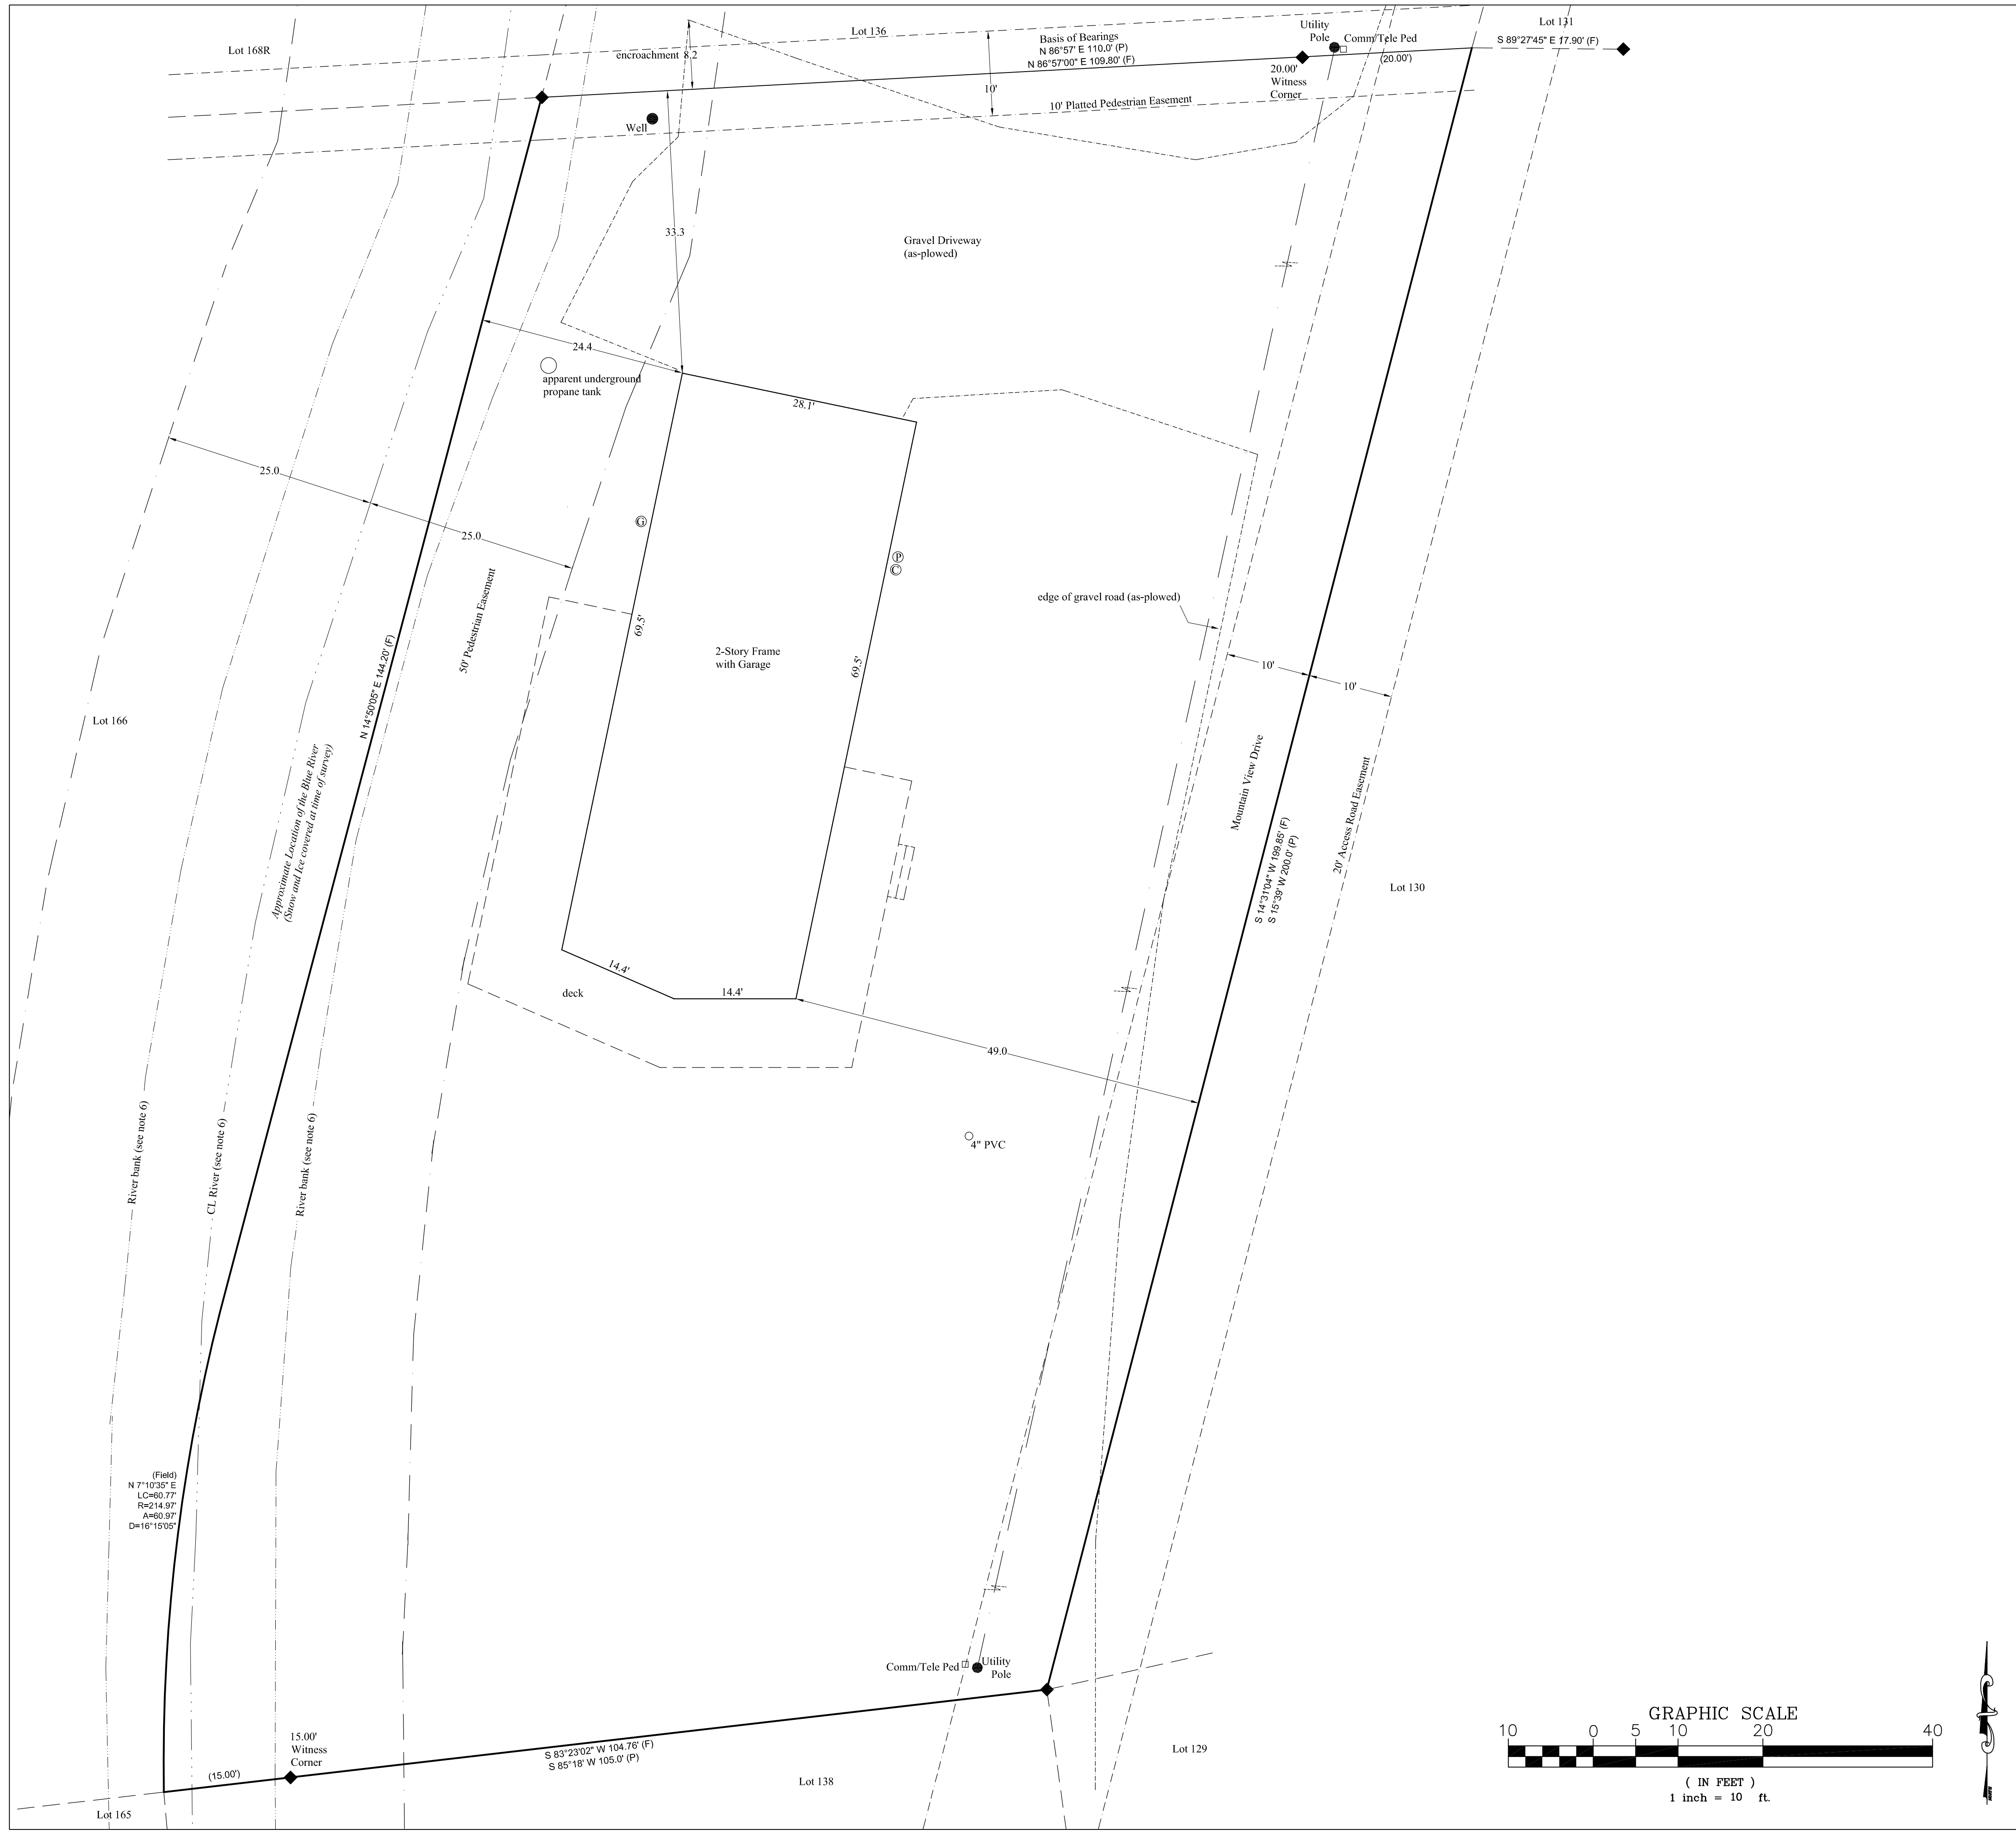 Lot 168R
Lot 136
encroachment 8.2
Basis of Bearings
N 86°57' E 110.0' (P)
N 86°57'00" E 109.80' (F)
Utility
Pole
Comm/Tele Ped
Lot 131
S 89°27'45" E 17.90' (F)
(20.00')
20.00'
Witness
Corner
10'
10' Platted Pedestrian Easement
Well
33.3
Gravel Driveway
(as-plowed)
24.4
apparent underground
propane tank
28.1'
25.0
25.0
G
P
C
50' Pedestrian Easement
69.5'
2-Story Frame
with Garage
69.5'
edge of gravel road (as-plowed)
10'
10'
N 14°50'05" E 144.20' (F)
Lot 166
Approximate Location of the Blue River
(Snow and Ice covered at time of survey)
Mountain View Drive
20' Access Road Easement
S 14°31'04" W 199.85' (F)
S 15°39' W 200.0' (P)
Lot 130
14.4'
14.4'
deck
49.0
4" PVC
River bank (see note 6)
CL River (see note 6)
River bank (see note 6)
(Field)
N 7°10'35" E
LC=60.77'
R=214.97'
A=60.97'
D=16°15'05"
Comm/Tele Ped
Utility
Pole
15.00'
Witness
Corner
(15.00')
S 83°23'02" W 104.76' (F)
S 85°18' W 105.0' (P)
Lot 165
Lot 138
Lot 129
GRAPHIC SCALE
10 0 5 10 20 40
( IN FEET )
1 inch = 10 ft.